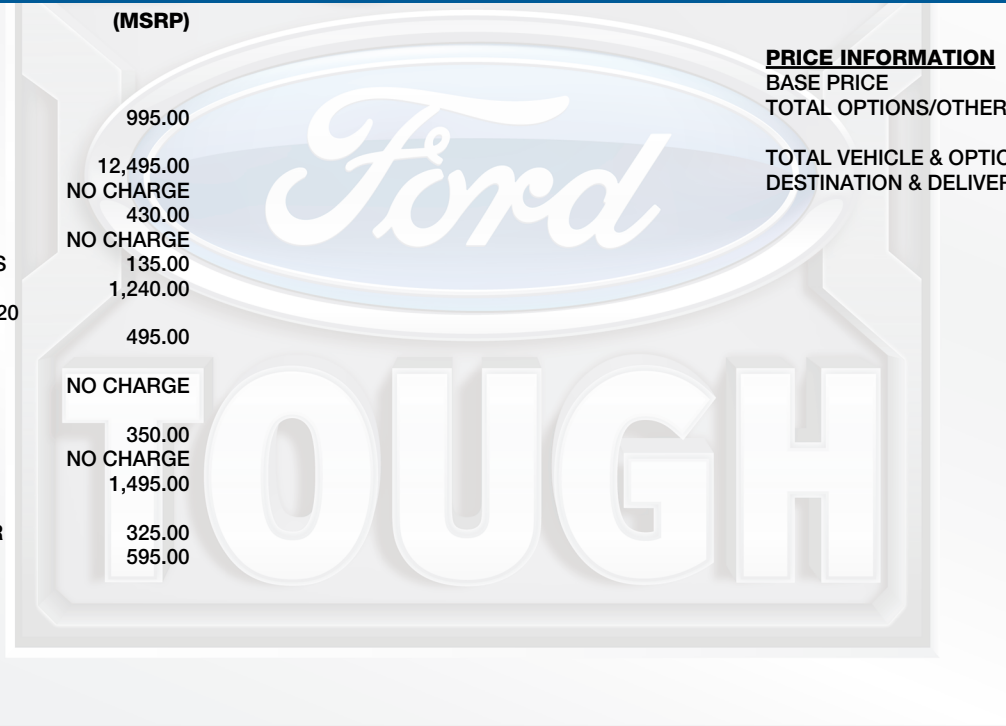 (MSRP)
995.00
12,495.00
NO CHARGE
430.00
NO CHARGE
S 135.00
1,240.00
20
495.00
NO CHARGE
350.00
NO CHARGE
1,495.00
R 325.00
595.00
PRICE INFORMATION
BASE PRICE
TOTAL OPTIONS/OTHER
TOTAL VEHICLE & OPTIO
DESTINATION & DELIVER
Ford
TOUGH